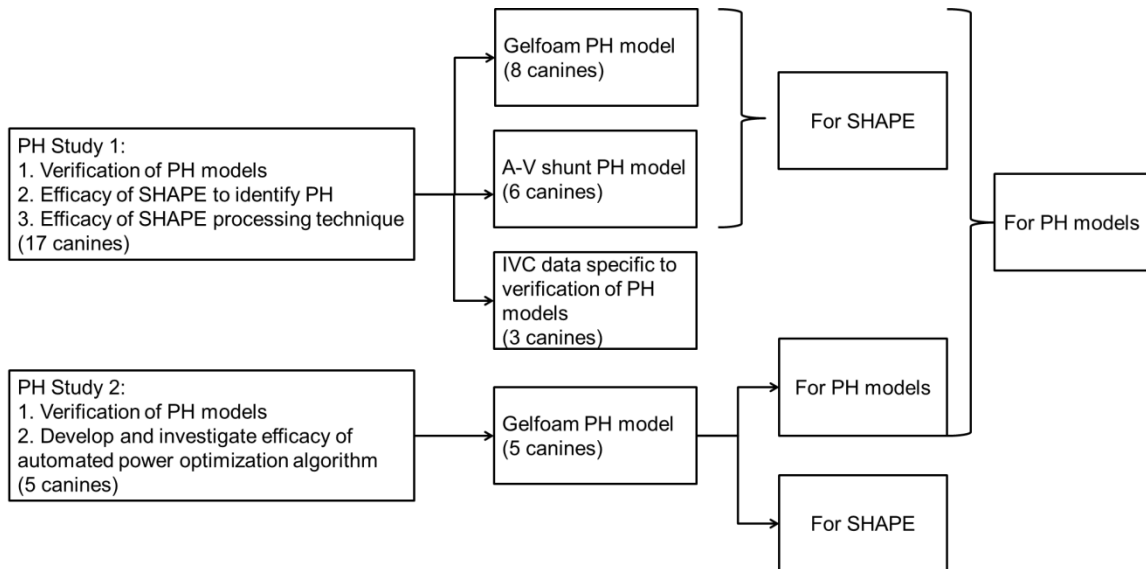 PH Study 1:
1. Verification of PH models
2. Efficacy of SHAPE to identify PH
3. Efficacy of SHAPE processing technique
(17 canines)
Gelfoam PH model
(8 canines)
A-V shunt PH model
(6 canines)
IVC data specific to
verification of PH
models
(3 canines)
For SHAPE
For PH models
PH Study 2:
1. Verification of PH models
2. Develop and investigate efficacy of
automated power optimization algorithm
(5 canines)
Gelfoam PH model
(5 canines)
For PH models
For SHAPE